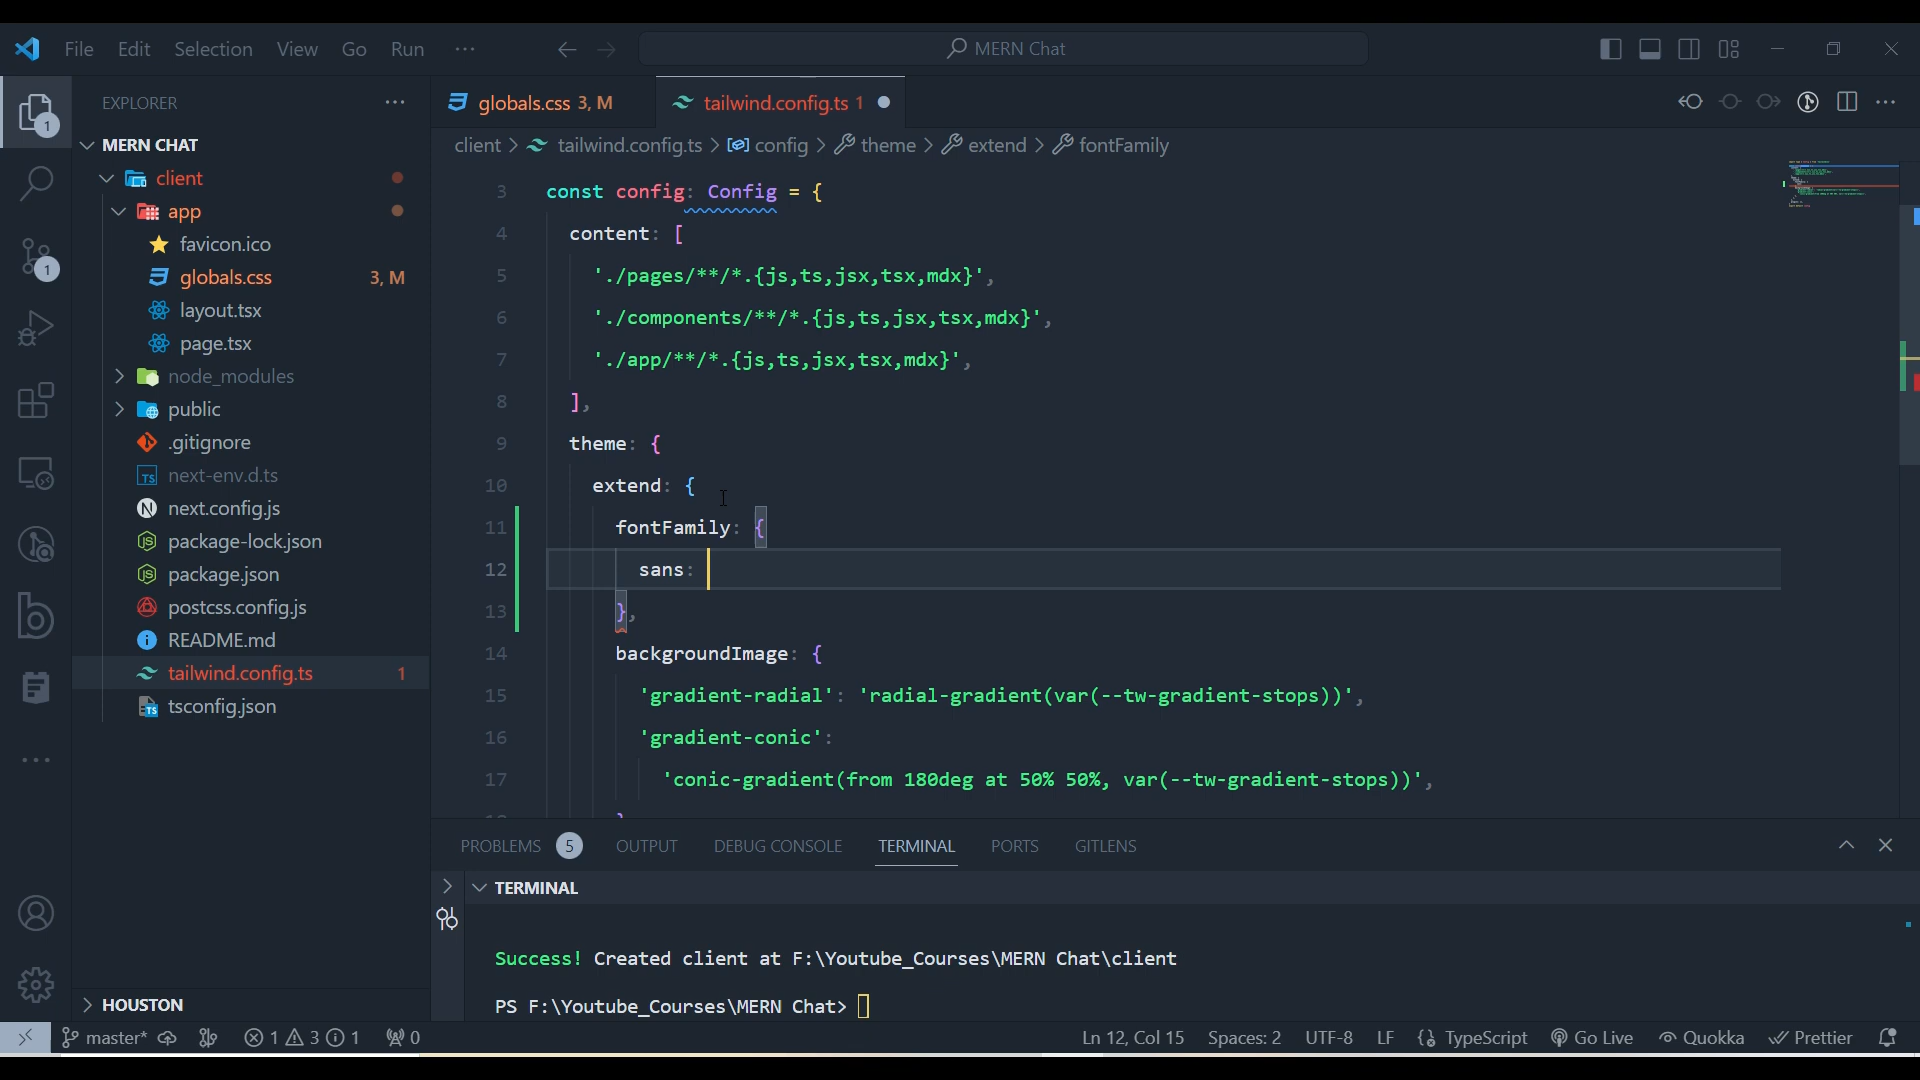 File Edit Selection View Go Run ··· MERN Chat
EXPLORER ···
MERN CHAT
client
app
favicon.ico
globals.css 3, M
layout.tsx
page.tsx
node_modules
public
.gitignore
next-env.d.ts
next.config.js
package-lock.json
package.json
postcss.config.js
README.md
tailwind.config.ts 1
tsconfig.json
HOUSTON
1
1
globals.css 3, M tailwind.config.ts 1
client > tailwind.config.ts > config > theme > extend > fontFamily
3 const config: Config = {
4 content: [
5 './pages/**/*.{js,ts,jsx,tsx,mdx}',
6 './components/**/*.{js,ts,jsx,tsx,mdx}',
7 './app/**/*.{js,ts,jsx,tsx,mdx}',
8 ],
9 theme: {
10 extend: {
11 fontFamily: {
12 sans:
13 },
14 backgroundImage: {
15 'gradient-radial': 'radial-gradient(var(--tw-gradient-stops))',
16 'gradient-conic':
17 'conic-gradient(from 180deg at 50% 50%, var(--tw-gradient-stops))',
PROBLEMS 5 OUTPUT DEBUG CONSOLE TERMINAL PORTS GITLENS
TERMINAL
Success! Created client at F:\Youtube_Courses\MERN Chat\client
PS F:\Youtube_Courses\MERN Chat>
master* 1 3 1 0 Ln 12, Col 15 Spaces: 2 UTF-8 LF {} TypeScript Go Live Quokka Prettier